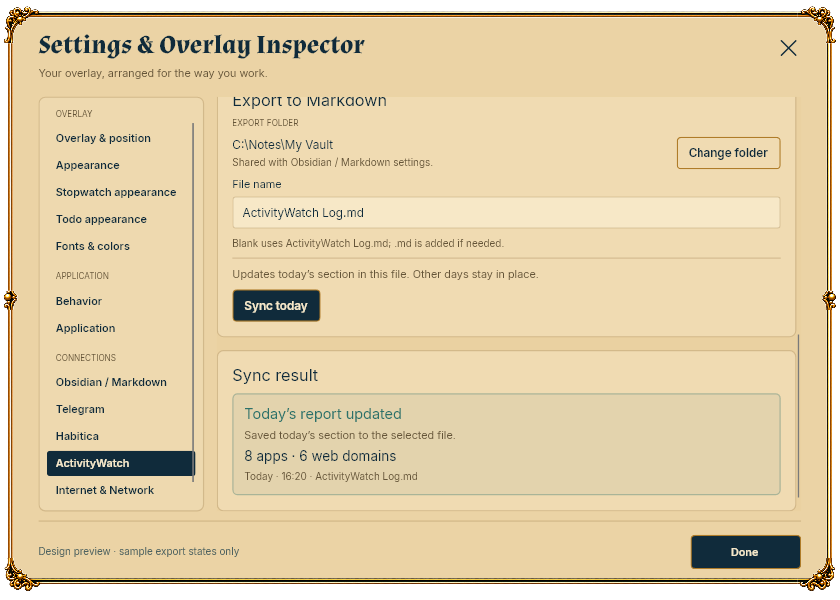 Settings & Overlay Inspector
Your overlay, arranged for the way you work.
OVERLAY
Overlay & position
Appearance
Stopwatch appearance
Todo appearance
Fonts & colors
APPLICATION
Behavior
Application
CONNECTIONS
Obsidian / Markdown
Telegram
Habitica
ActivityWatch
Internet & Network
Export to Markdown
EXPORT FOLDER
C:\Notes\My Vault
Shared with Obsidian / Markdown settings.
Change folder
File name
ActivityWatch Log.md
Blank uses ActivityWatch Log.md; .md is added if needed.
Updates today’s section in this file. Other days stay in place.
Sync today
Sync result
Today’s report updated
Saved today’s section to the selected file.
8 apps · 6 web domains
Today · 16:20 · ActivityWatch Log.md
Design preview · sample export states only
Done